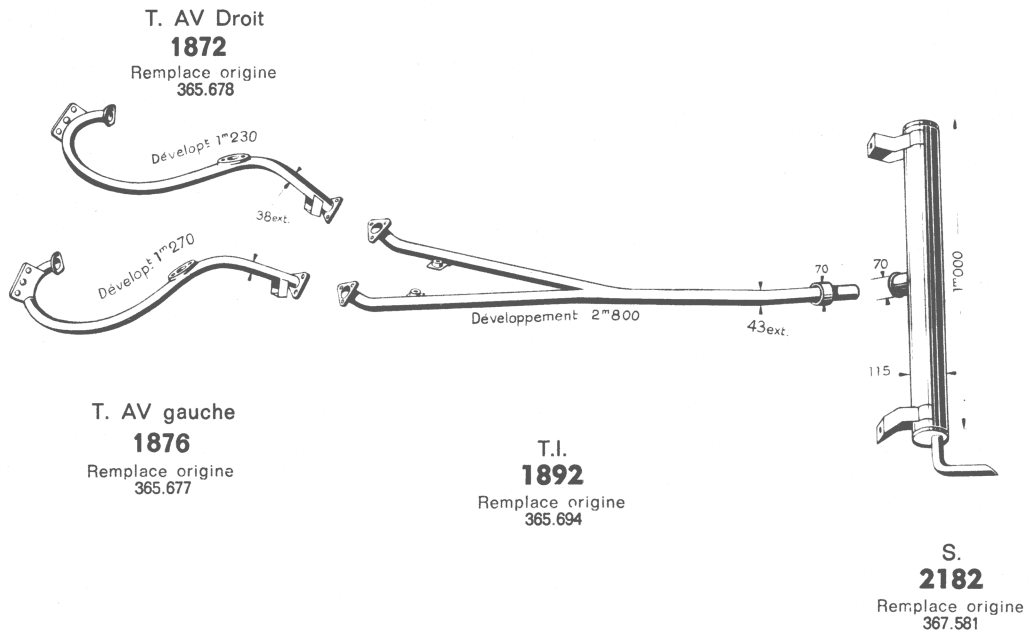 T. AV Droit
1872
Remplace origine
365.678
Dévelopt 1m230
38ext.
Dévelopt 1m270
70
70
1m000
Développement 2m800
43ext.
115
T. AV gauche
1876
Remplace origine
365.677
T.I.
1892
Remplace origine
365.694
S.
2182
Remplace origine
367.581